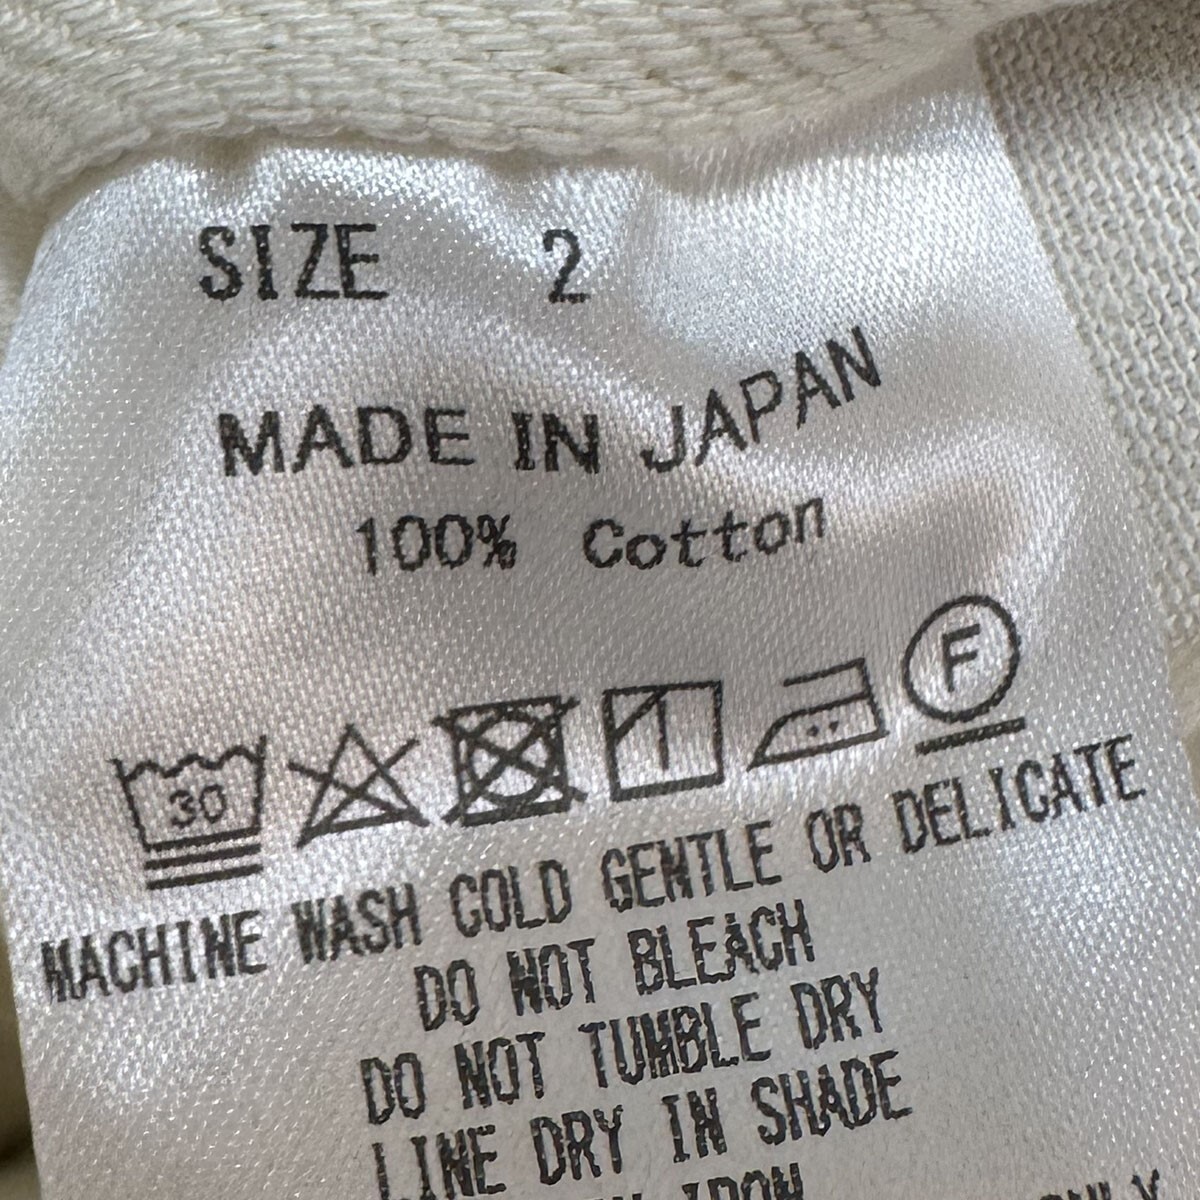 SIZE 2
MADE IN JAPAN
100% Cotton
30 F
MACHINE WASH COLD GENTLE OR DELICATE
DO NOT BLEACH
DO NOT TUMBLE DRY
LINE DRY IN SHADE
IRON